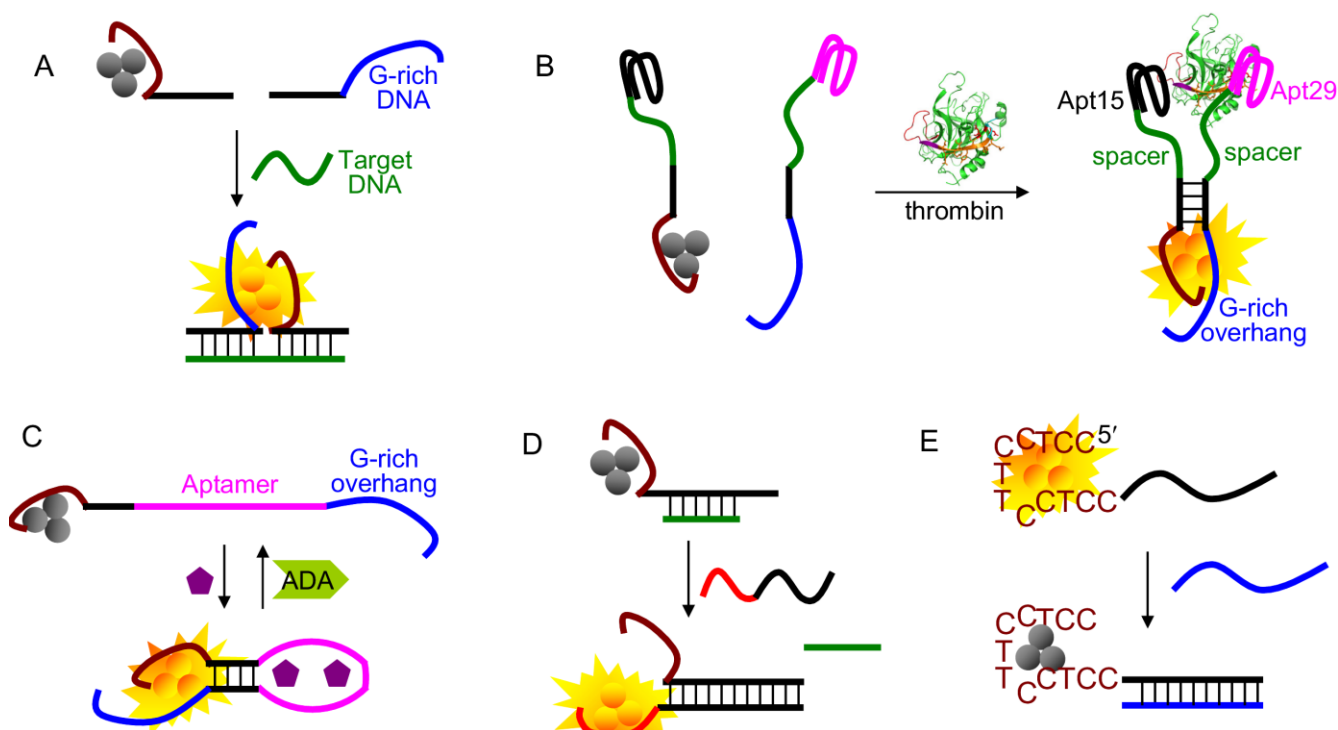 A
G-rich
DNA
Target
DNA
B
thrombin
Apt15
Apt29
spacer
spacer
G-rich
overhang
C
Aptamer
G-rich
overhang
ADA
D
E
CCTCC5′
T
T
CCTCC
CCTCC
T
T
CCTCC